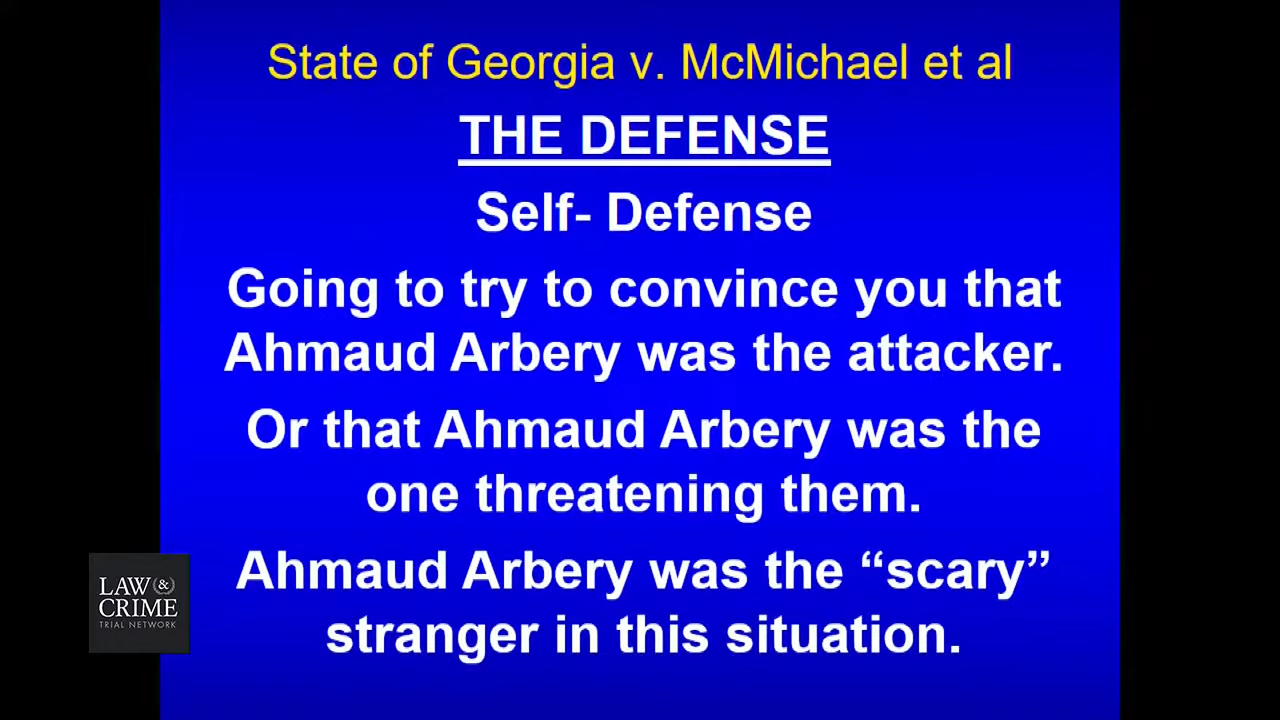 State of Georgia v. McMichael et al
THE DEFENSE
Self- Defense
Going to try to convince you that
Ahmaud Arbery was the attacker.
Or that Ahmaud Arbery was the
one threatening them.
Ahmaud Arbery was the “scary”
stranger in this situation.
LAW &
CRIME
TRIAL NETWORK